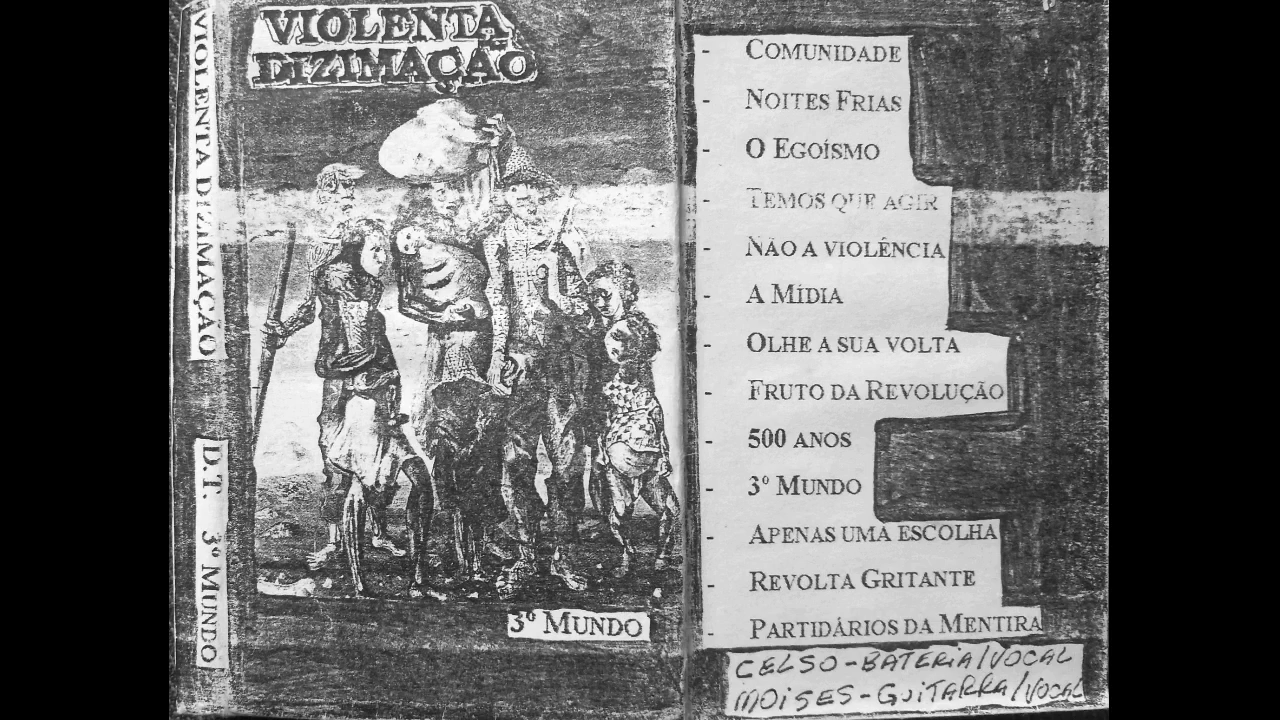 VIOLENTA DIZIMAÇÃO
D.T. 3º MUNDO
VIOLENTA
DIZIMAÇÃO
3º MUNDO
- COMUNIDADE
- NOITES FRIAS
- O EGOÍSMO
- TEMOS QUE AGIR
- NÃO A VIOLÊNCIA
- A MÍDIA
- OLHE A SUA VOLTA
- FRUTO DA REVOLUÇÃO
- 500 ANOS
- 3º MUNDO
- APENAS UMA ESCOLHA
- REVOLTA GRITANTE
- PARTIDÁRIOS DA MENTIRA
CELSO-BATERIA/VOCAL
MOISES-GUITARRA/VOCAL